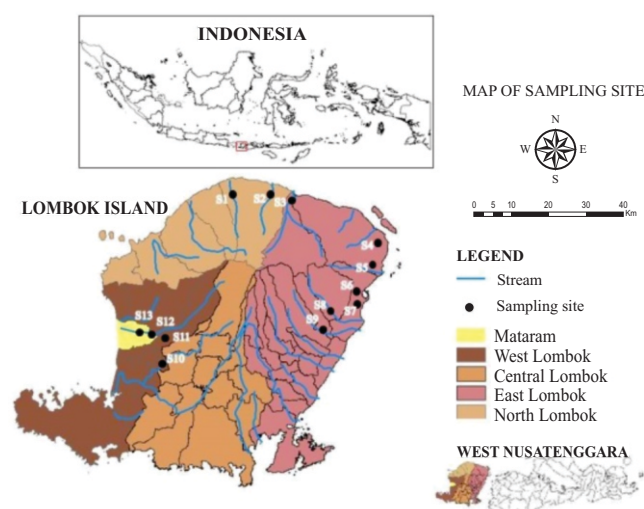 INDONESIA
MAP OF SAMPLING SITE
N
W E
S
0 5 10 20 30 40
Km
LOMBOK ISLAND
S1
S2
S3
S4
S5
S6
S7
S8
S9
S10
S11
S12
S13
LEGEND
Stream
Sampling site
Mataram
West Lombok
Central Lombok
East Lombok
North Lombok
WEST NUSATENGGARA